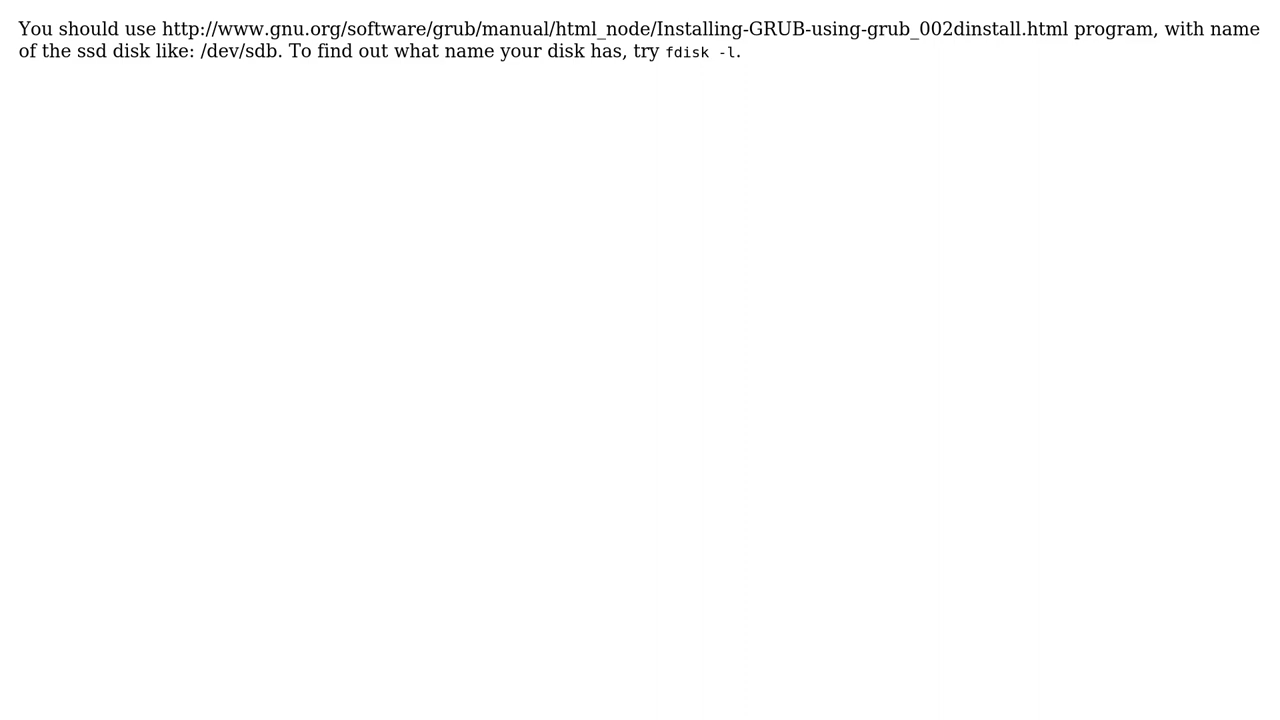 You should use http://www.gnu.org/software/grub/manual/html_node/Installing-GRUB-using-grub_002dinstall.html program, with name
of the ssd disk like: /dev/sdb. To find out what name your disk has, try fdisk -l.